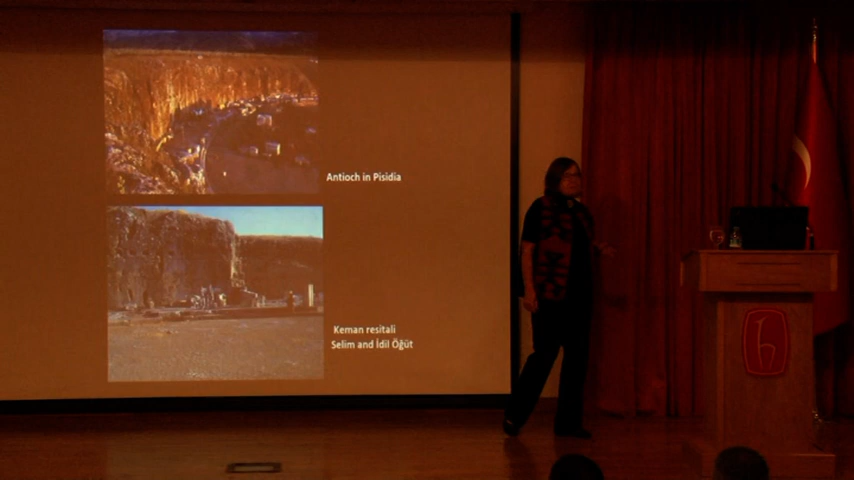 Antioch in Pisidia
Keman resitali
Selim and İdil Öğüt